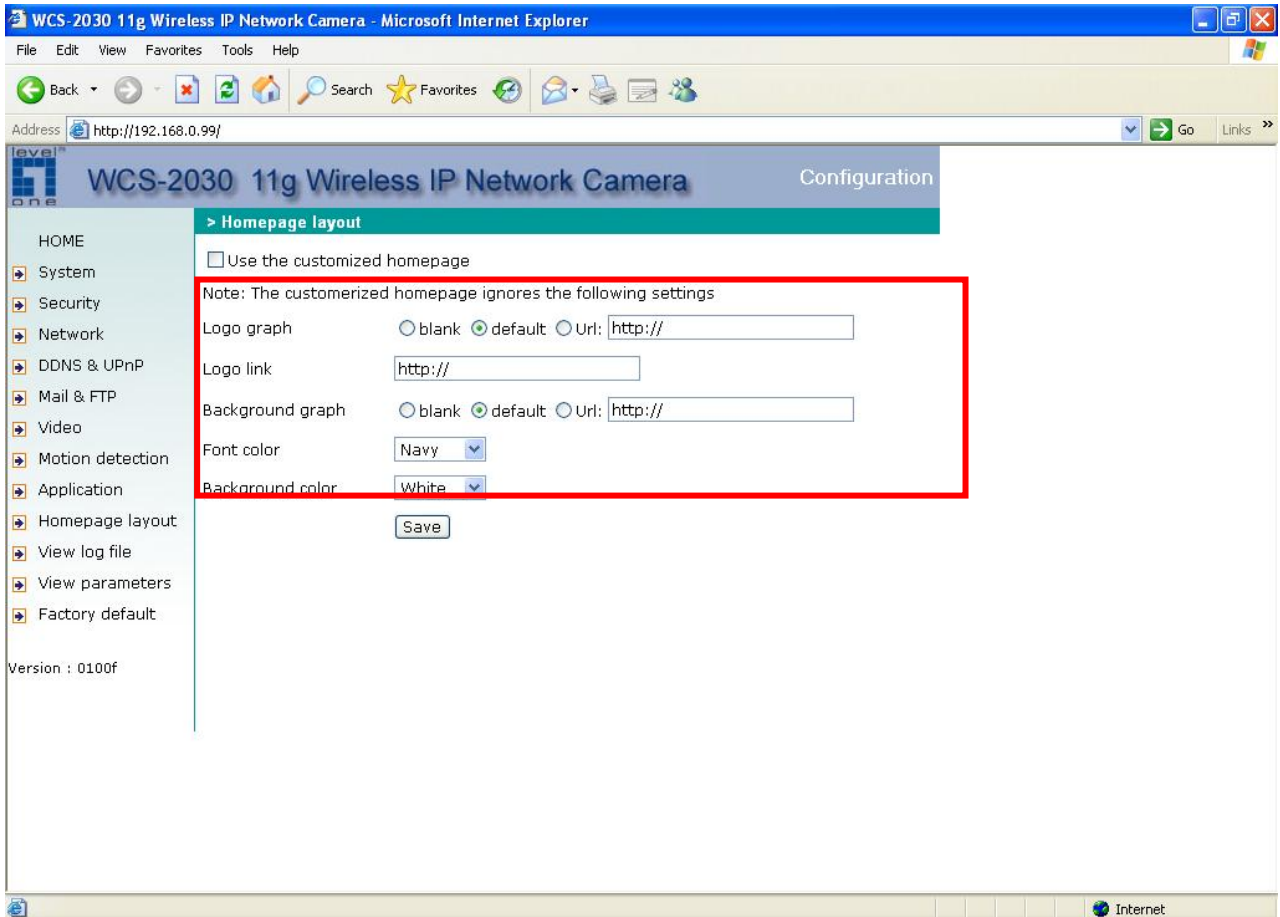 WCS-2030 11g Wireless IP Network Camera - Microsoft Internet Explorer
File Edit View Favorites Tools Help
Back Search Favorites
Address http://192.168.0.99/ Go Links »
level™
one
WCS-2030 11g Wireless IP Network Camera Configuration
> Homepage layout
HOME
System
Security
Network
DDNS & UPnP
Mail & FTP
Video
Motion detection
Application
Homepage layout
View log file
View parameters
Factory default
Version : 0100f
Use the customized homepage
Note: The customerized homepage ignores the following settings
Logo graph blank default Url: http://
Logo link http://
Background graph blank default Url: http://
Font color Navy
Background color White
Save
Internet